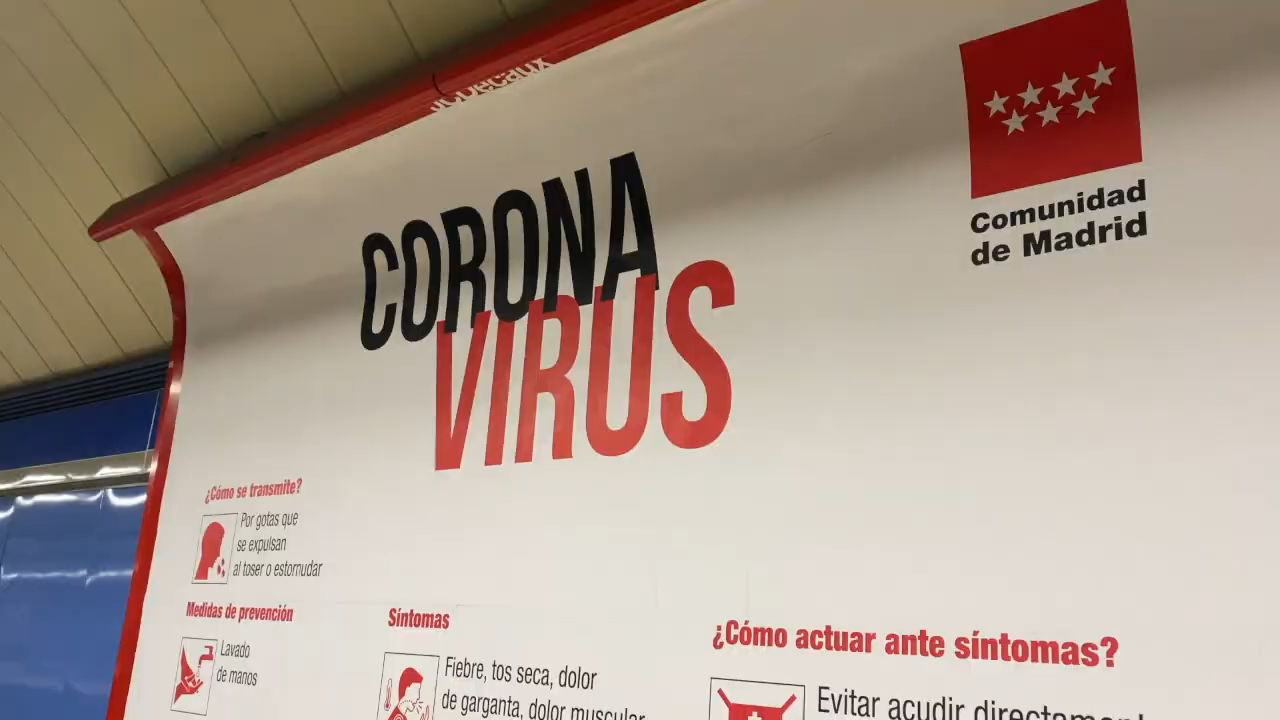 JCDecaux
Comunidad
de Madrid
CORONA
VIRUS
¿Cómo se transmite?
Por gotas que
se expulsan
al toser o estornudar
Medidas de prevención
Lavado
de manos
Síntomas
Fiebre, tos seca, dolor
de garganta, dolor muscular
¿Cómo actuar ante síntomas?
Evitar acudir